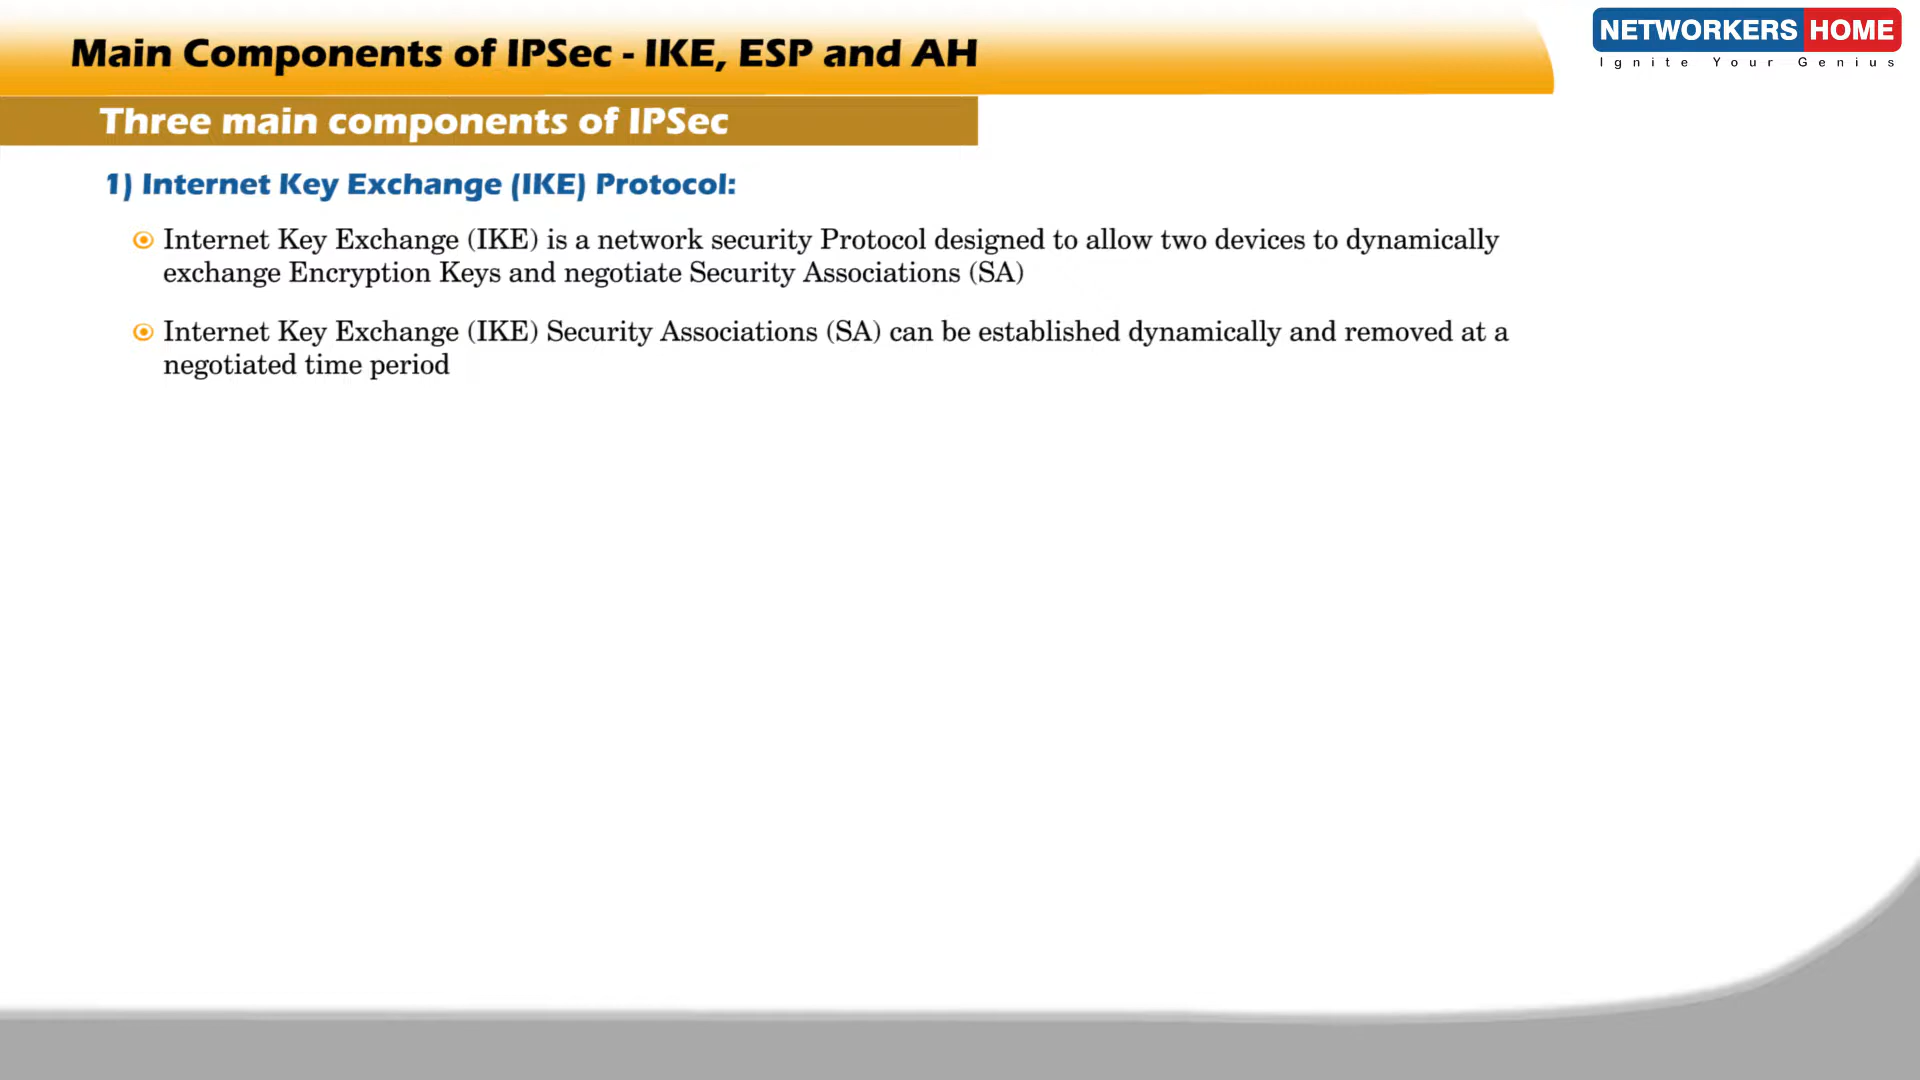 Main Components of IPSec - IKE, ESP and AH
NETWORKERS HOME
Ignite Your Genius
Three main components of IPSec
1) Internet Key Exchange (IKE) Protocol:
Internet Key Exchange (IKE) is a network security Protocol designed to allow two devices to dynamically
exchange Encryption Keys and negotiate Security Associations (SA)
Internet Key Exchange (IKE) Security Associations (SA) can be established dynamically and removed at a
negotiated time period